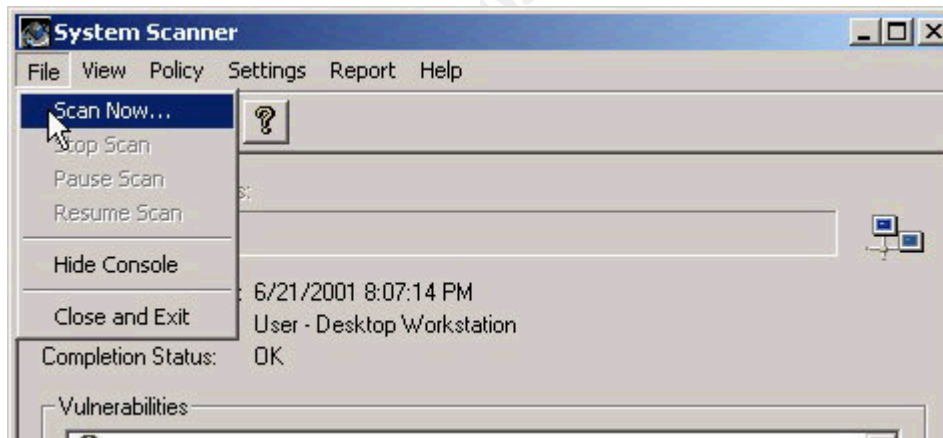 System Scanner
File View Policy Settings Report Help
Scan Now...
Stop Scan
Pause Scan
Resume Scan
Hide Console
Close and Exit
s:
: 6/21/2001 8:07:14 PM
User - Desktop Workstation
Completion Status: OK
Vulnerabilities